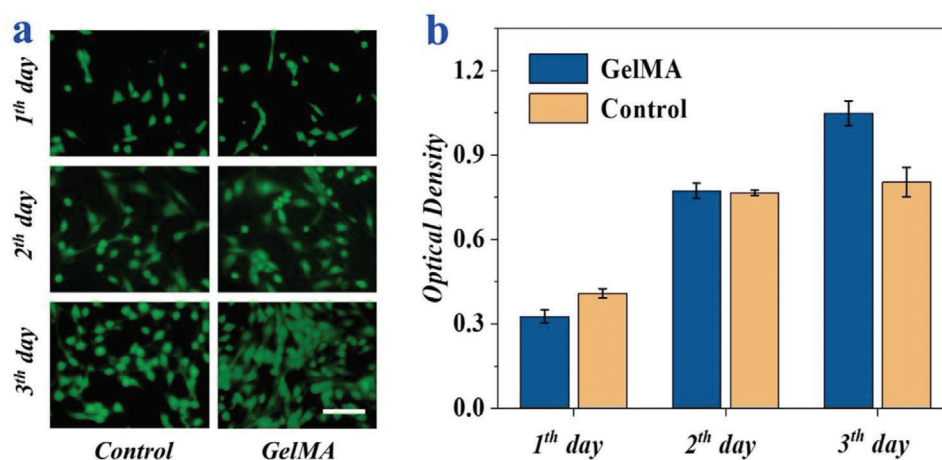 a
1th day
2th day
3th day
Control
GelMA
b
Optical Density
1.2
0.9
0.6
0.3
0.0
GelMA
Control
1th day
2th day
3th day